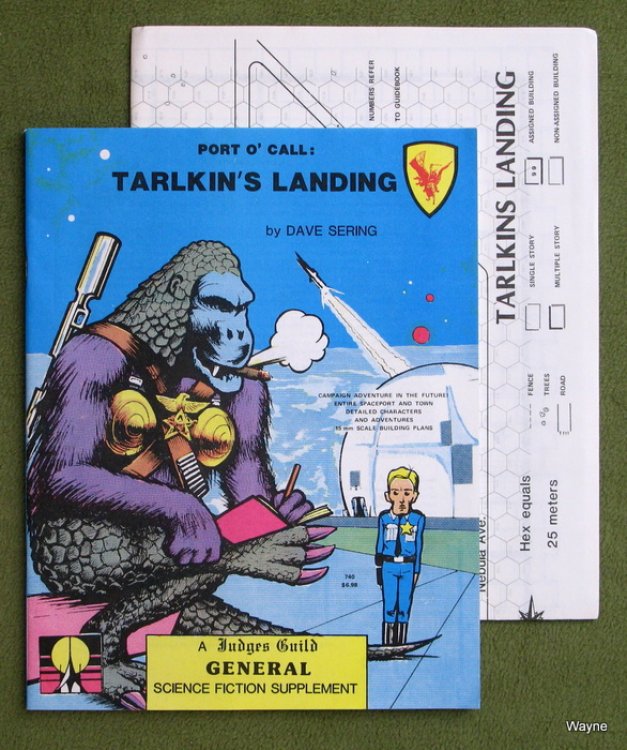 PORT O' CALL:
TARLKIN'S LANDING
by DAVE SERING
CAMPAIGN ADVENTURE IN THE FUTURE!
ENTIRE SPACEPORT AND TOWN
DETAILED CHARACTERS
AND ADVENTURES
15 mm SCALE BUILDING PLANS
740
$6.98
A Judges Guild
GENERAL
SCIENCE FICTION SUPPLEMENT
NUMBERS REFER
TO GUIDEBOOK
TARLKINS LANDING
ASSIGNED BUILDING
NON-ASSIGNED BUILDING
SINGLE STORY
MULTIPLE STORY
FENCE
TREES
ROAD
Hex equals
25 meters
Nebula Ave.
Wayne